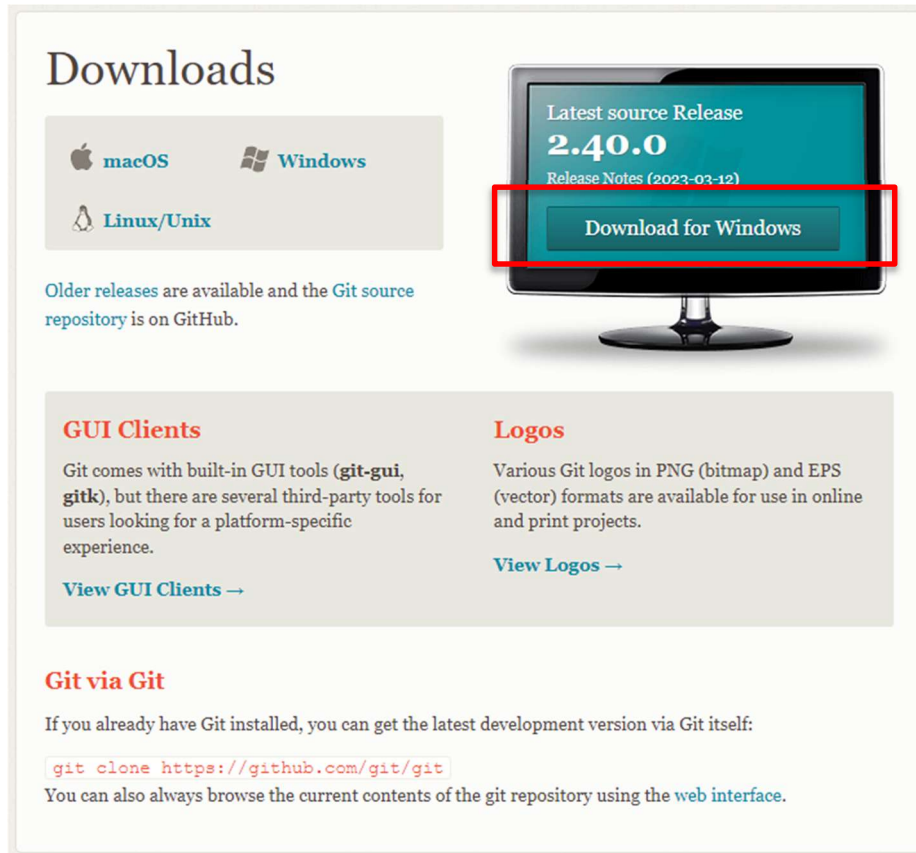 Downloads
macOS
Windows
Linux/Unix
Older releases are available and the Git source
repository is on GitHub.
Latest source Release
2.40.0
Release Notes (2023-03-12)
Download for Windows
GUI Clients
Git comes with built-in GUI tools (git-gui,
gitk), but there are several third-party tools for
users looking for a platform-specific
experience.
View GUI Clients →
Logos
Various Git logos in PNG (bitmap) and EPS
(vector) formats are available for use in online
and print projects.
View Logos →
Git via Git
If you already have Git installed, you can get the latest development version via Git itself:
git clone https://github.com/git/git
You can also always browse the current contents of the git repository using the web interface.